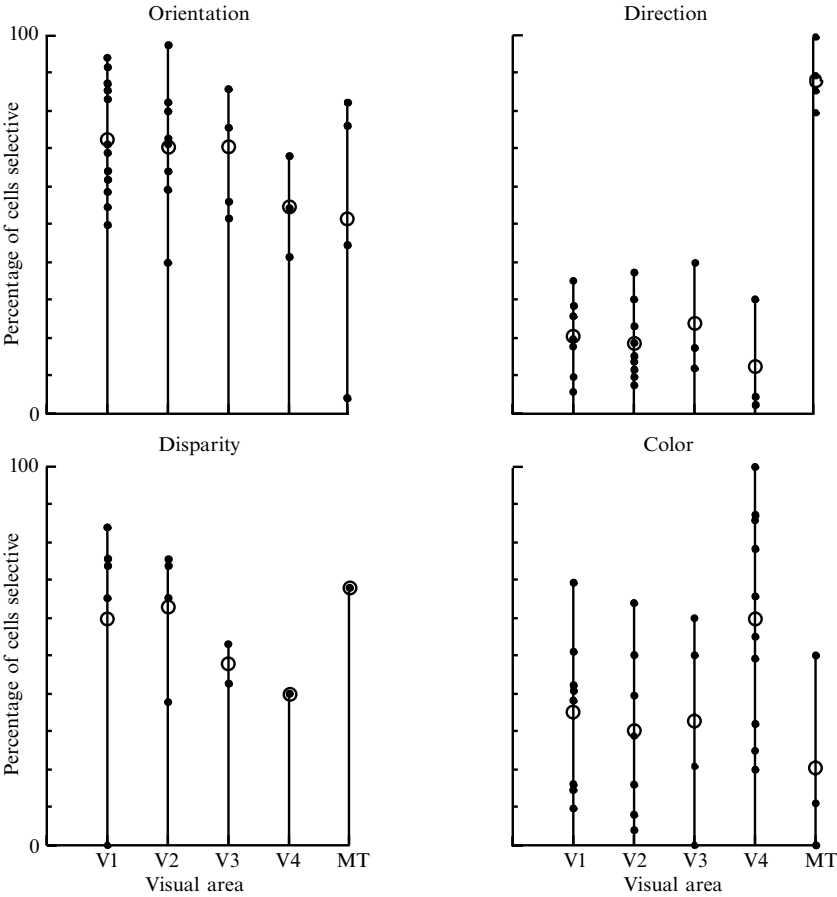 Orientation
Direction
100
Percentage of cells selective
0
Disparity
Color
100
Percentage of cells selective
0
V1 V2 V3 V4 MT
V1 V2 V3 V4 MT
Visual area
Visual area